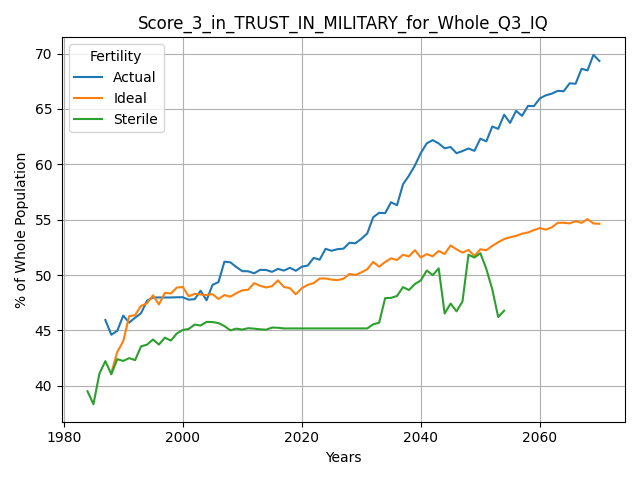 Score_3_in_TRUST_IN_MILITARY_for_Whole_Q3_IQ
Fertility
Actual
Ideal
Sterile
% of Whole Population
70
65
60
55
50
45
40
1980
2000
2020
2040
2060
Years